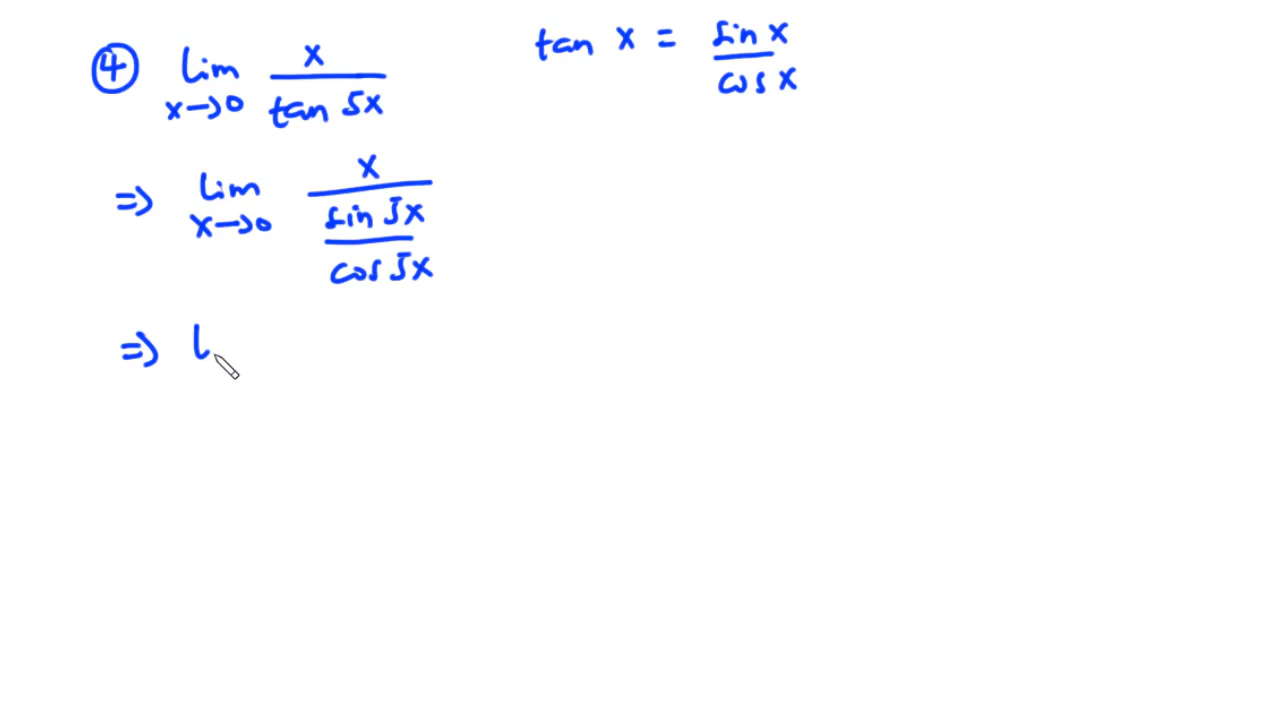 ④ lim x→0 x / tan 5x
tan x = sin x / cos x
⇒ lim x→0 x / (sin 5x / cos 5x)
⇒ l